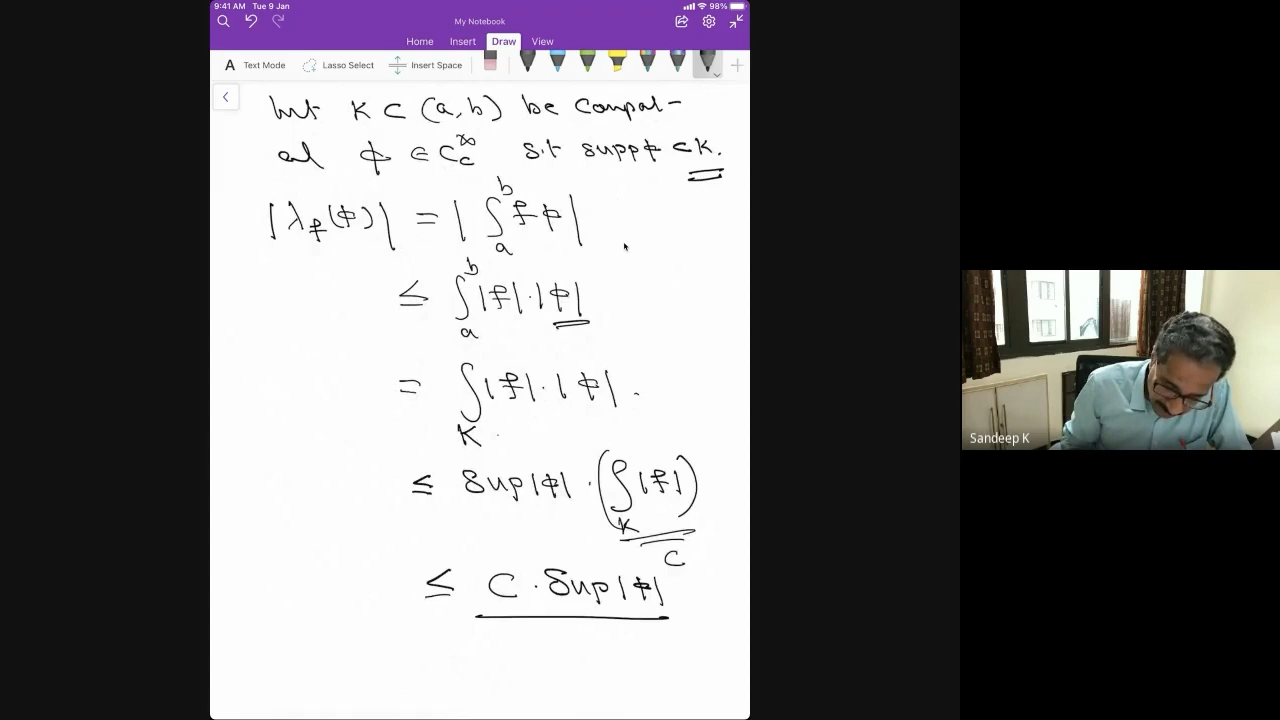 9:41 AM Tue 9 Jan
98%
My Notebook
Home Insert Draw View
A Text Mode Lasso Select Insert Space
let K ⊂ (a,b) be compact
and ϕ ∈ C_c^∞ s.t supp ϕ ⊂ K.
|λ_f(ϕ)| = | ∫_a^b f ϕ |
≤ ∫_a^b |f|·|ϕ|
= ∫_K |f|·|ϕ|.
≤ Sup|ϕ| · (∫_K |f|)
C
≤ C · Sup|ϕ|
Sandeep K